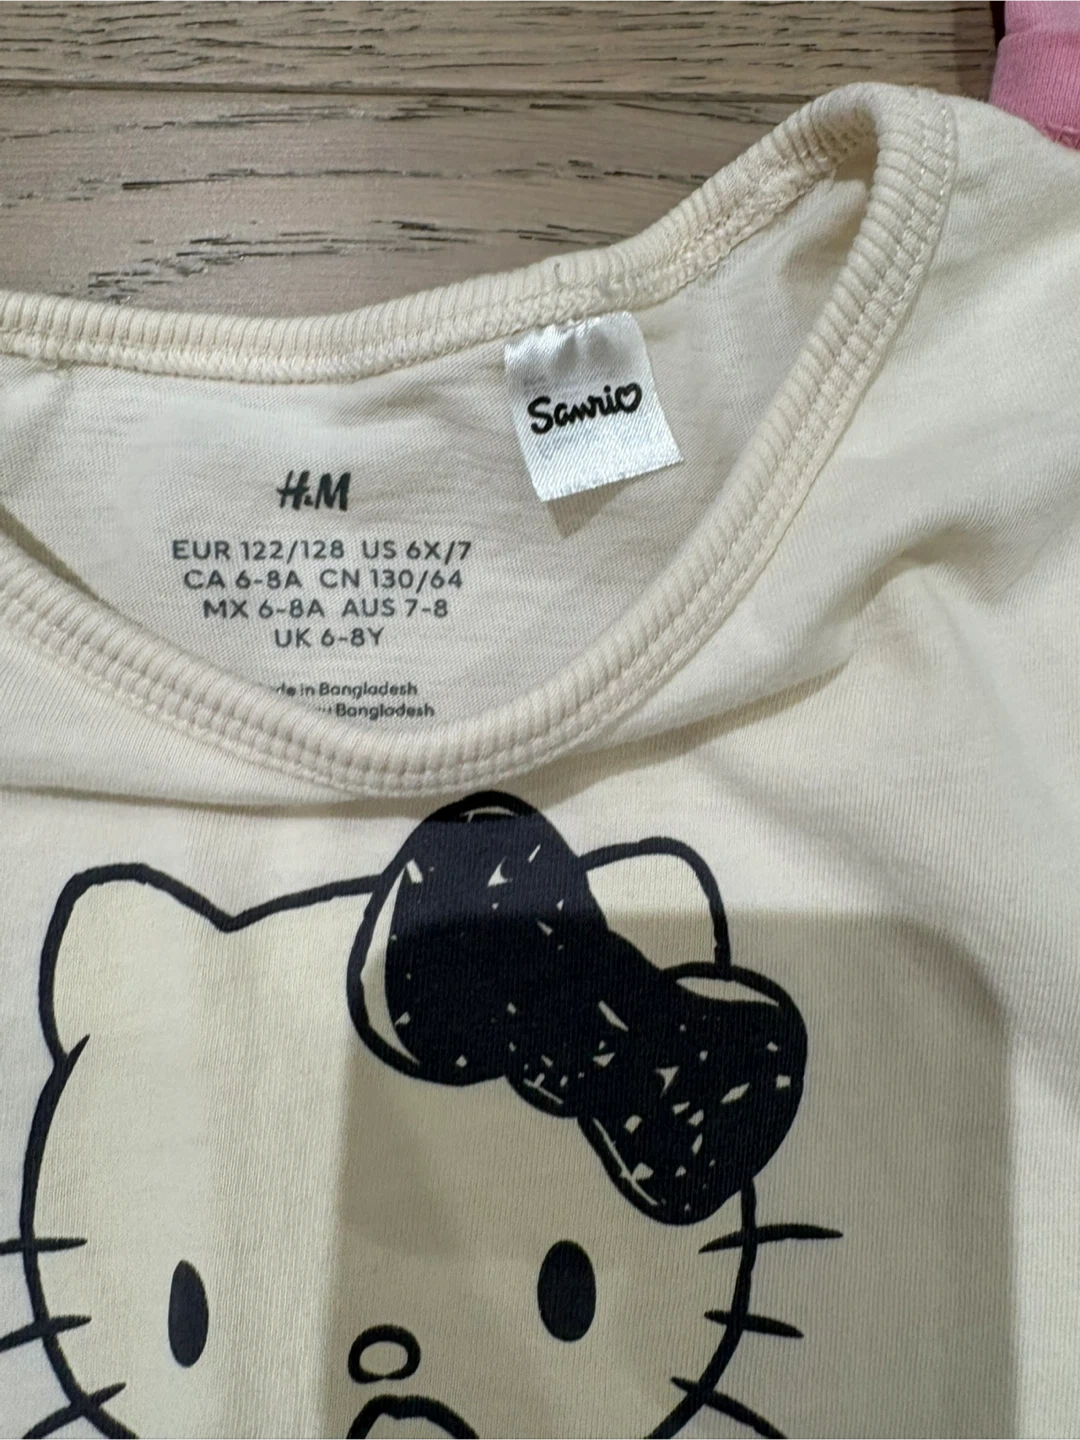 Sanrio
H&M
EUR 122/128 US 6X/7
CA 6-8A CN 130/64
MX 6-8A AUS 7-8
UK 6-8Y
in Bangladesh
Bangladesh